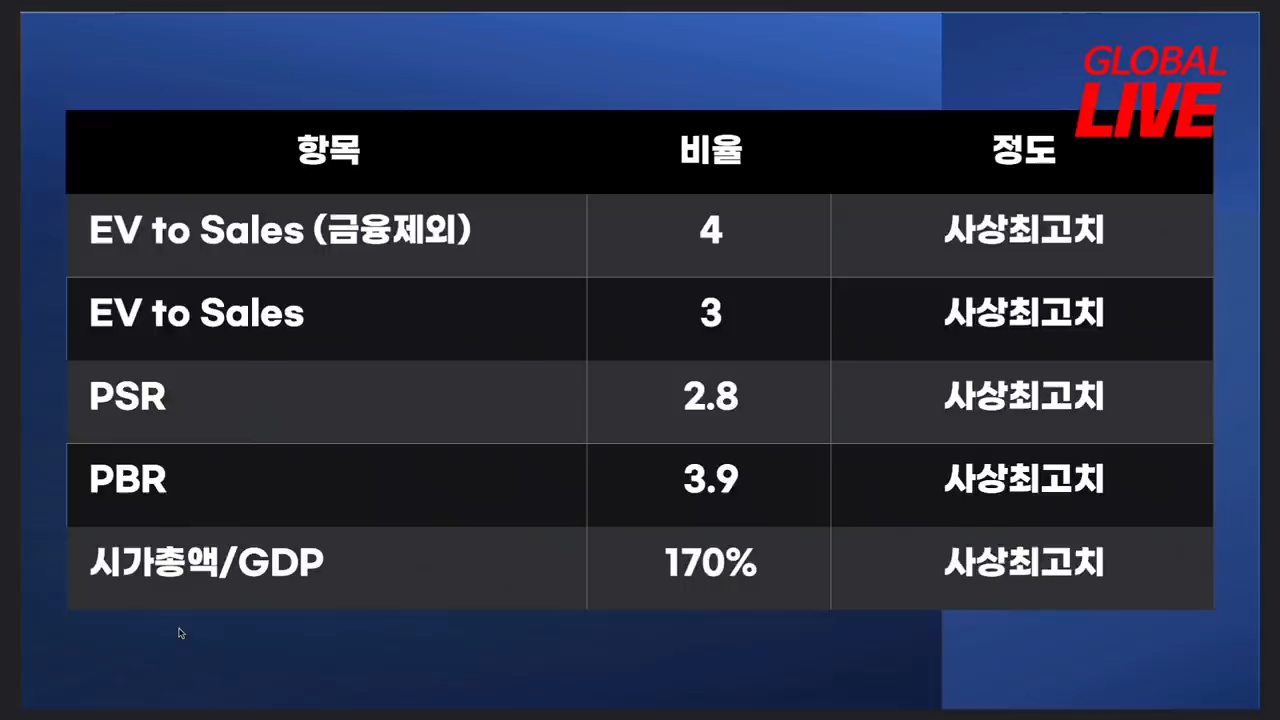 GLOBAL
LIVE
항목 비율 정도
EV to Sales (금융제외) 4 사상최고치
EV to Sales 3 사상최고치
PSR 2.8 사상최고치
PBR 3.9 사상최고치
시가총액/GDP 170% 사상최고치